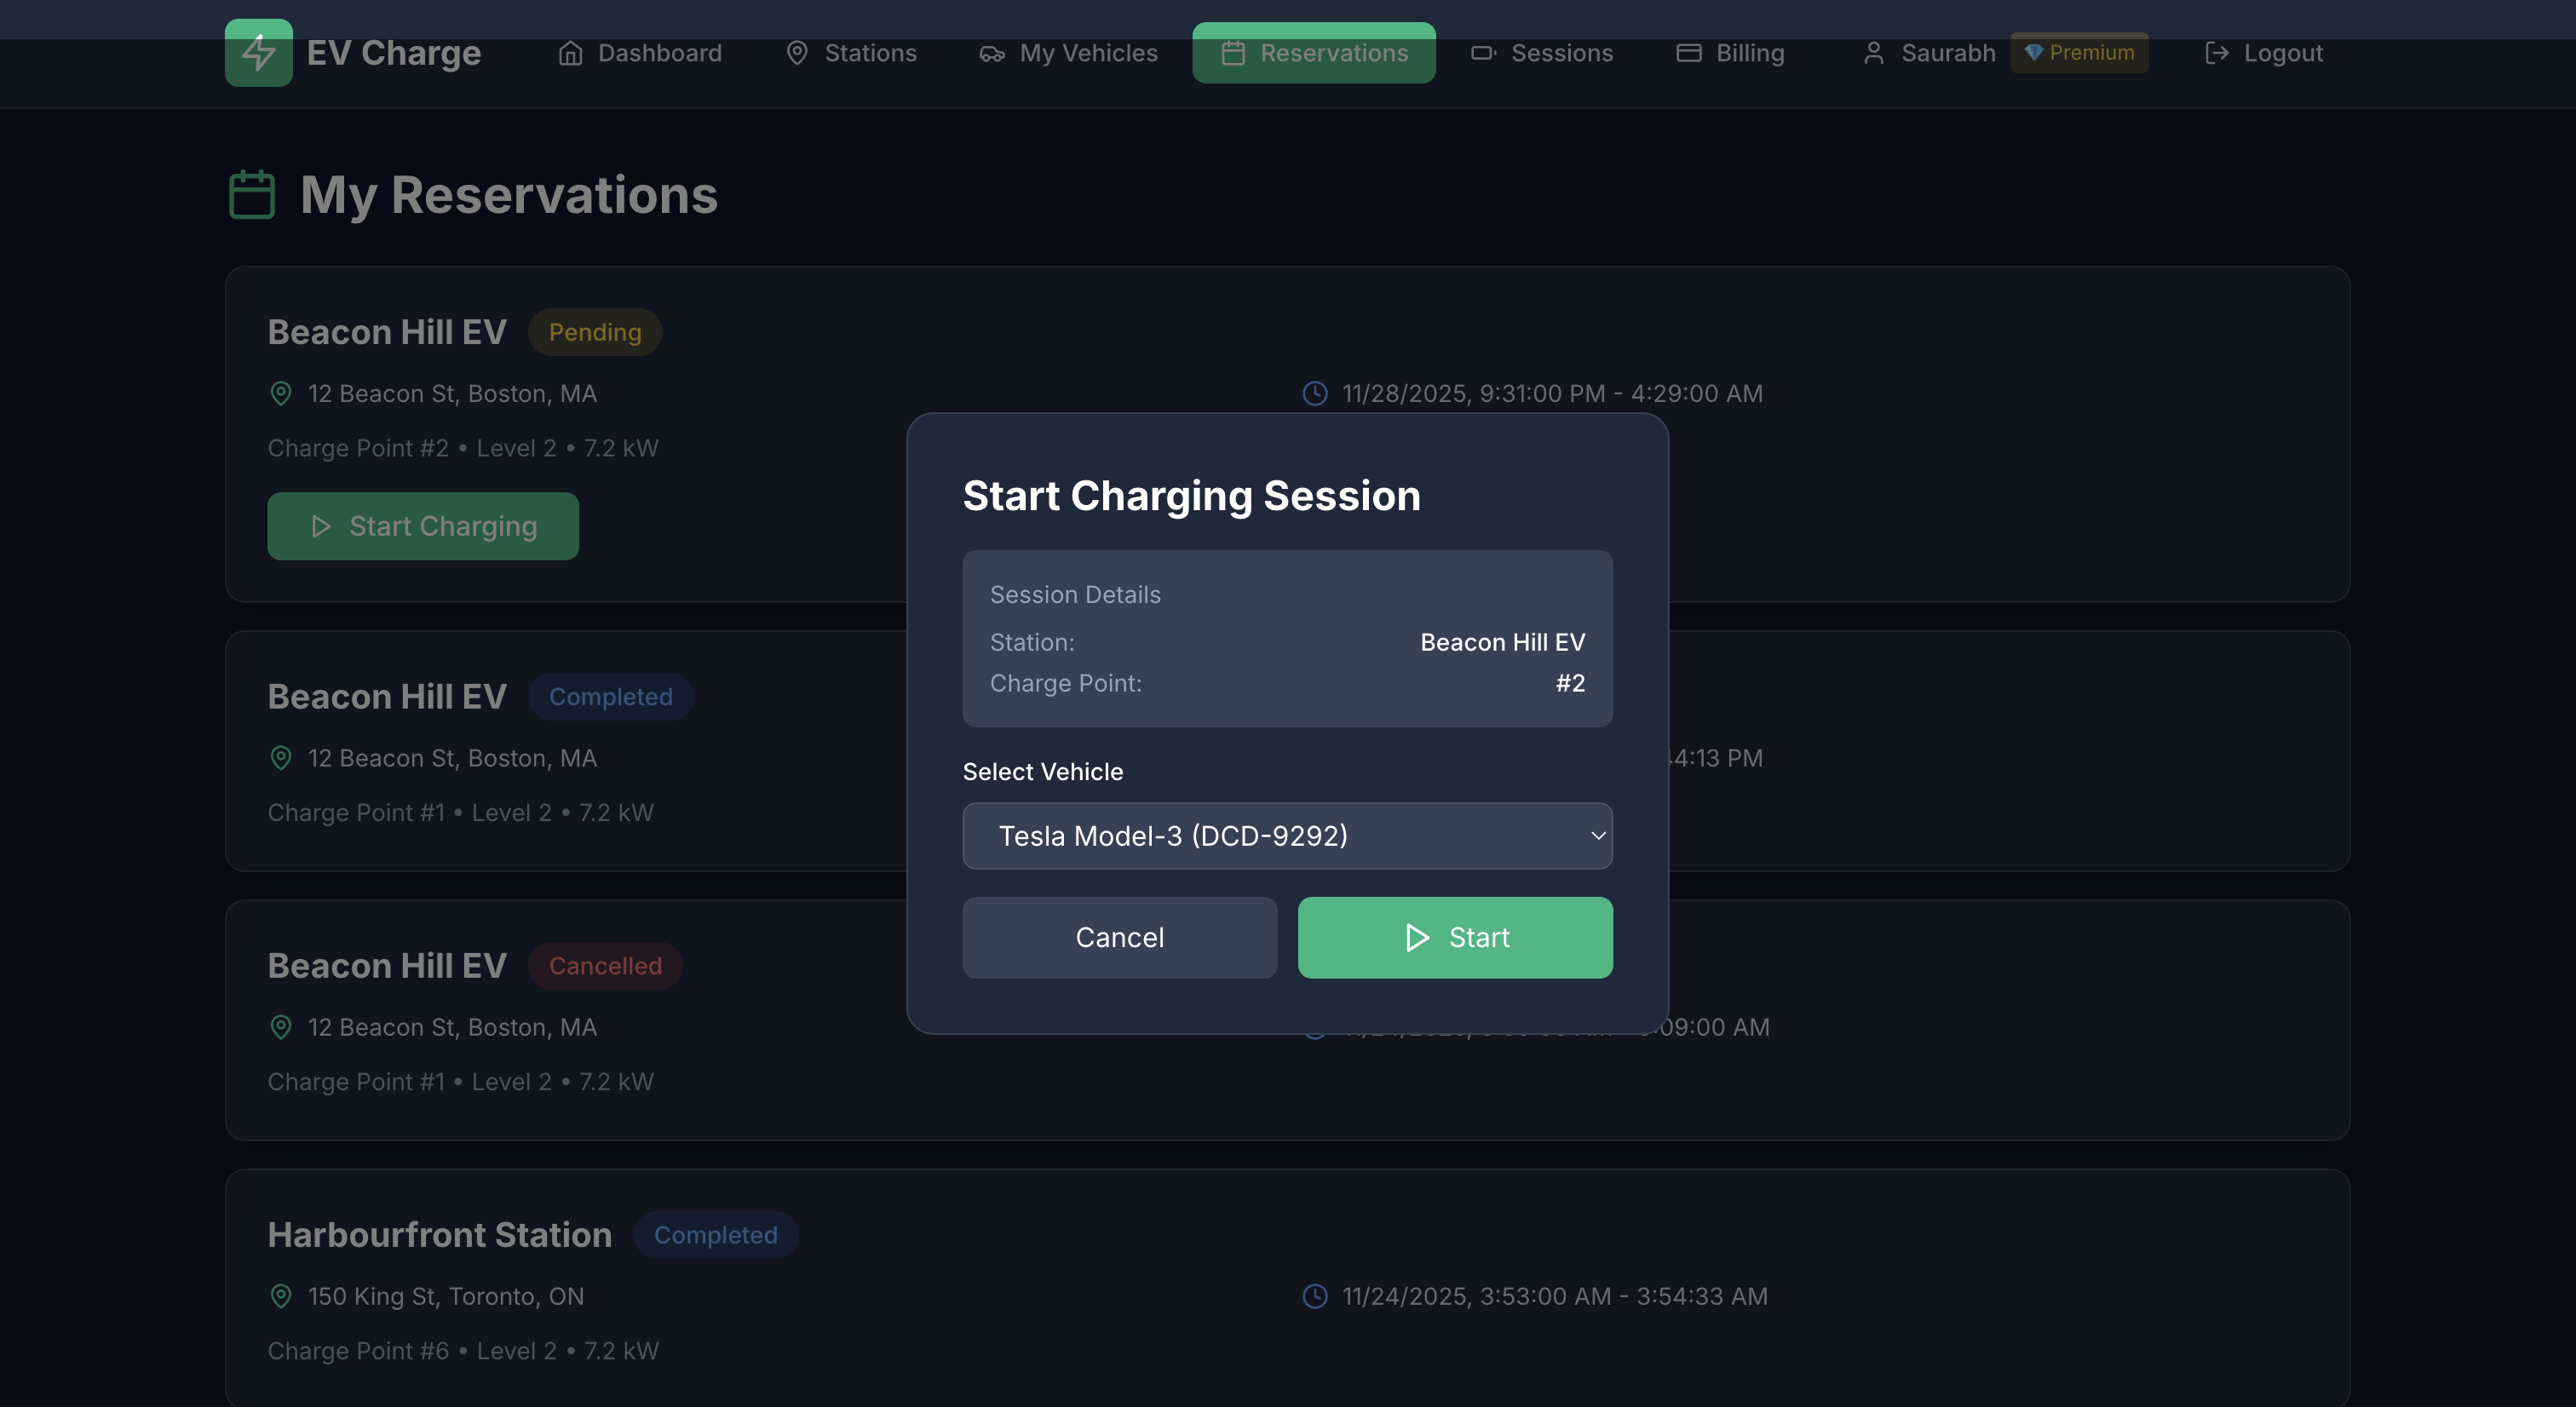 EV Charge Dashboard Stations My Vehicles Reservations Sessions Billing Saurabh Premium Logout
My Reservations
Beacon Hill EV Pending
12 Beacon St, Boston, MA 11/28/2025, 9:31:00 PM - 4:29:00 AM
Charge Point #2 • Level 2 • 7.2 kW
Start Charging
Beacon Hill EV Completed
12 Beacon St, Boston, MA 4:13 PM
Charge Point #1 • Level 2 • 7.2 kW
Beacon Hill EV Cancelled
12 Beacon St, Boston, MA 09:00 AM
Charge Point #1 • Level 2 • 7.2 kW
Harbourfront Station Completed
150 King St, Toronto, ON 11/24/2025, 3:53:00 AM - 3:54:33 AM
Charge Point #6 • Level 2 • 7.2 kW
Start Charging Session
Session Details
Station: Beacon Hill EV
Charge Point: #2
Select Vehicle
Tesla Model-3 (DCD-9292)
Cancel Start